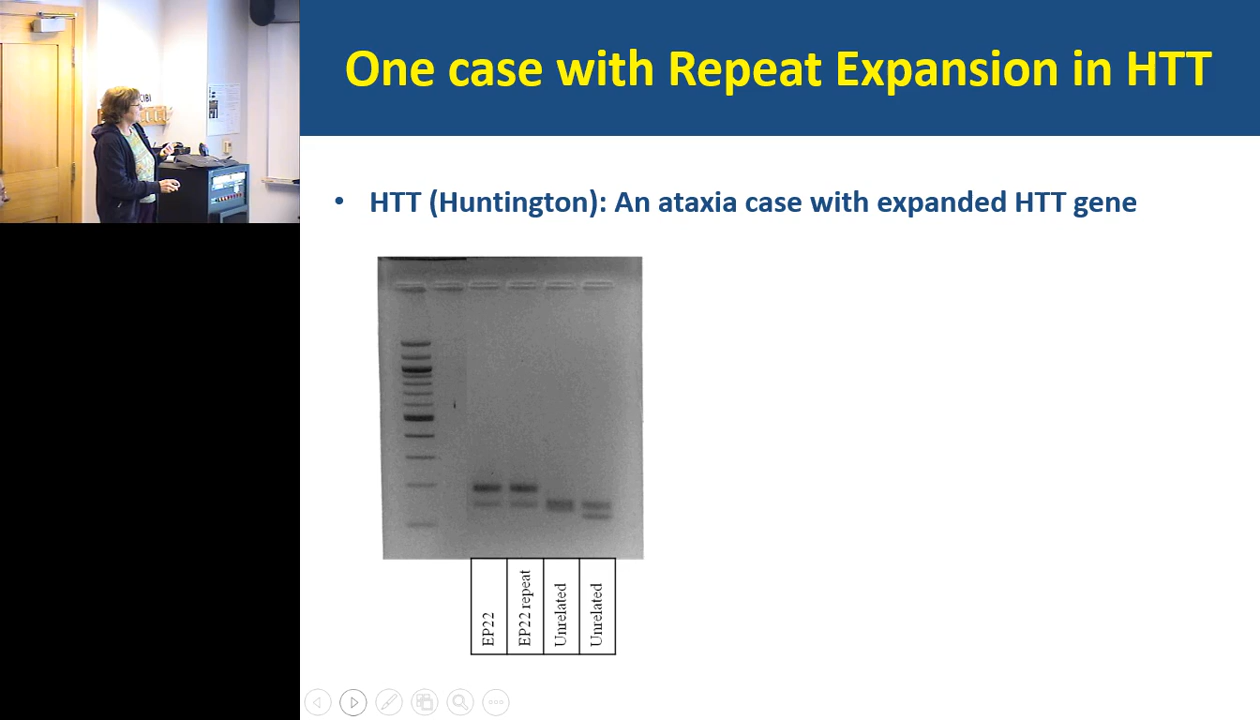 One case with Repeat Expansion in HTT
• HTT (Huntington): An ataxia case with expanded HTT gene
EP22
EP22 repeat
Unrelated
Unrelated